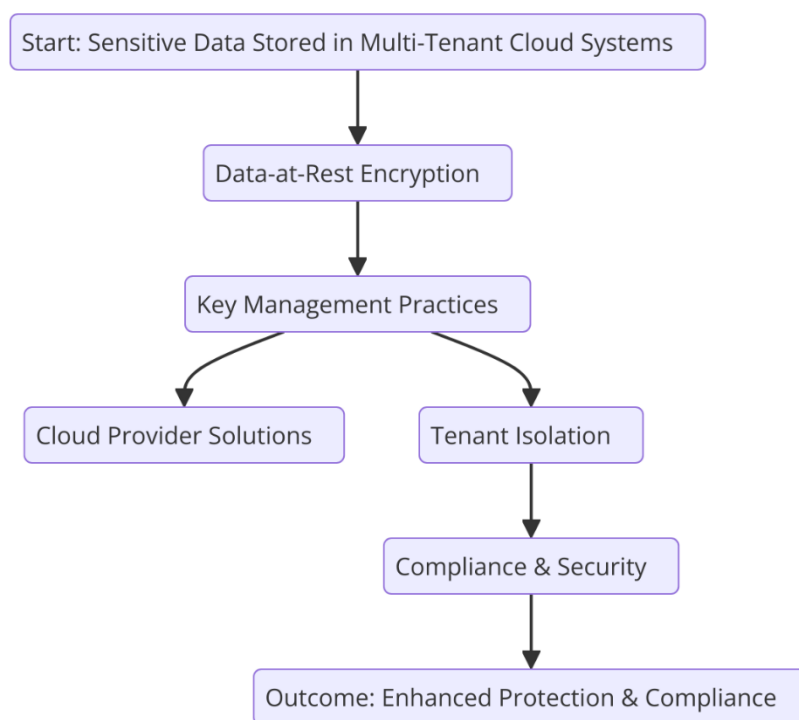 Start: Sensitive Data Stored in Multi-Tenant Cloud Systems
Data-at-Rest Encryption
Key Management Practices
Cloud Provider Solutions
Tenant Isolation
Compliance & Security
Outcome: Enhanced Protection & Compliance